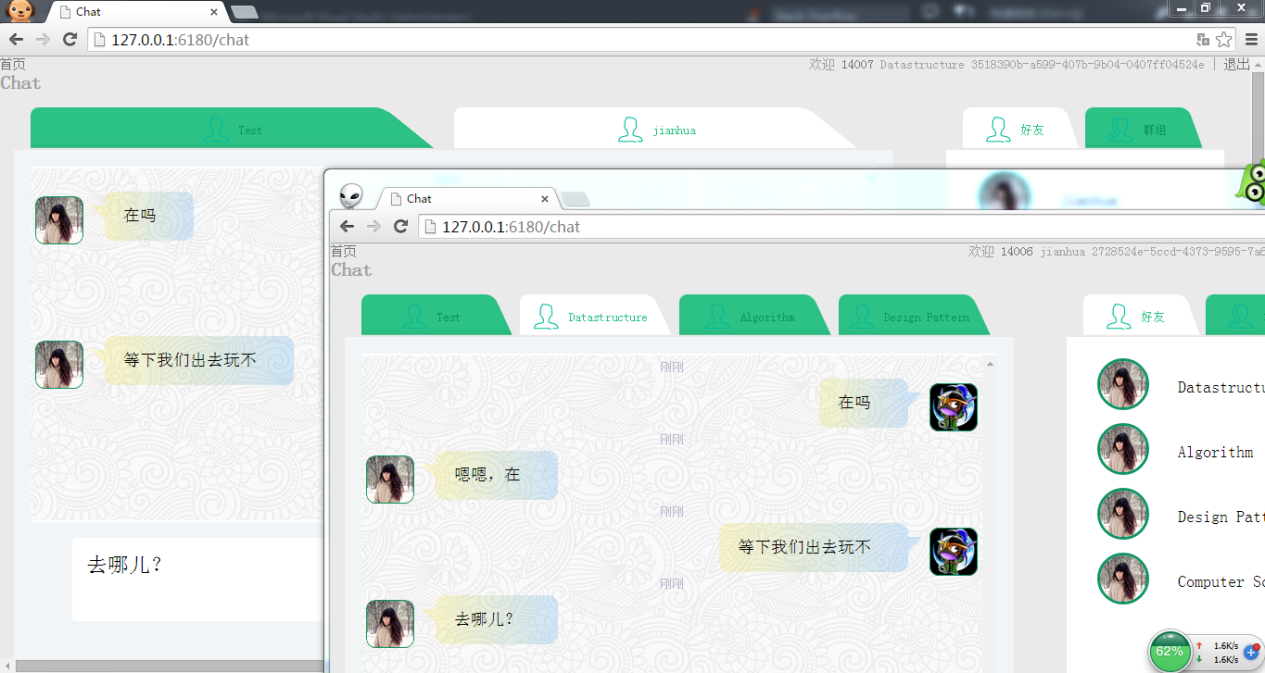 Chat
127.0.0.1:6180/chat
首页
欢迎 14007 Datastructure 3518390b-a599-407b-9b04-0407ff04524e | 退出
Chat
Test
jianhua
好友
群组
在吗
等下我们出去玩不
去哪儿?
Chat
127.0.0.1:6180/chat
首页
欢迎 14006 jianhua 2728524e-5ccd-4373-9595-7a6
Chat
Test
Datastructure
Algorithm
Design Pattern
好友
刚刚
在吗
刚刚
嗯嗯，在
刚刚
等下我们出去玩不
刚刚
去哪儿?
Datastructu
Algorithm
Design Patt
Computer Sc
62%
1.6K/s
1.6K/s